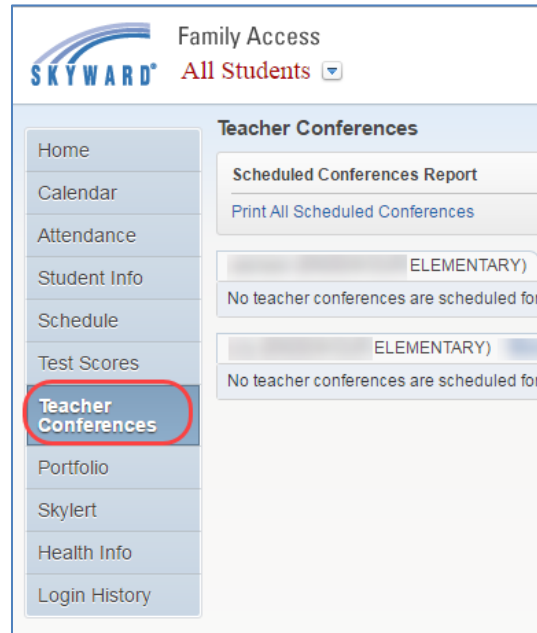 Family Access
SKYWARD®
All Students
Home
Calendar
Attendance
Student Info
Schedule
Test Scores
Teacher
Conferences
Portfolio
Skylert
Health Info
Login History
Teacher Conferences
Scheduled Conferences Report
Print All Scheduled Conferences
ELEMENTARY)
No teacher conferences are scheduled for
ELEMENTARY)
No teacher conferences are scheduled for